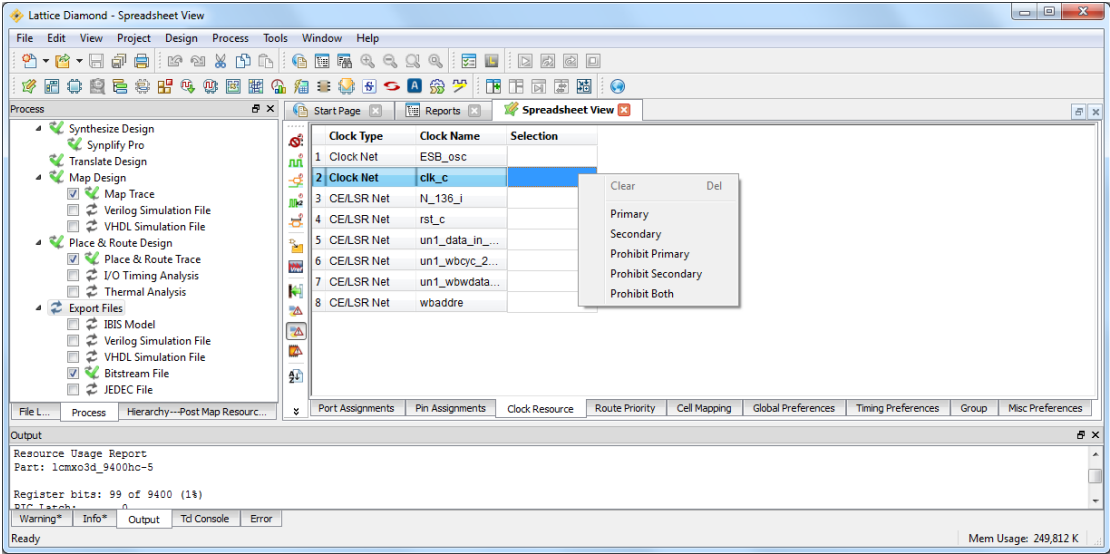 Lattice Diamond - Spreadsheet View
File Edit View Project Design Process Tools Window Help
Process
Start Page Reports Spreadsheet View
Synthesize Design
Synplify Pro
Translate Design
Map Design
Map Trace
Verilog Simulation File
VHDL Simulation File
Place & Route Design
Place & Route Trace
I/O Timing Analysis
Thermal Analysis
Export Files
IBIS Model
Verilog Simulation File
VHDL Simulation File
Bitstream File
JEDEC File
File L... Process Hierarchy---Post Map Resourc...
Clock Type Clock Name Selection
1 Clock Net ESB_osc
2 Clock Net clk_c
3 CE/LSR Net N_136_i
4 CE/LSR Net rst_c
5 CE/LSR Net un1_data_in_...
6 CE/LSR Net un1_wbcyc_2...
7 CE/LSR Net un1_wbwdata...
8 CE/LSR Net wbaddre
Clear Del
Primary
Secondary
Prohibit Primary
Prohibit Secondary
Prohibit Both
Port Assignments Pin Assignments Clock Resource Route Priority Cell Mapping Global Preferences Timing Preferences Group Misc Preferences
Output
Resource Usage Report
Part: lcmxo3d_9400hc-5
Register bits: 99 of 9400 (1%)
PIC Latch: 0
Warning* Info* Output Tcl Console Error
Ready Mem Usage: 249,812 K